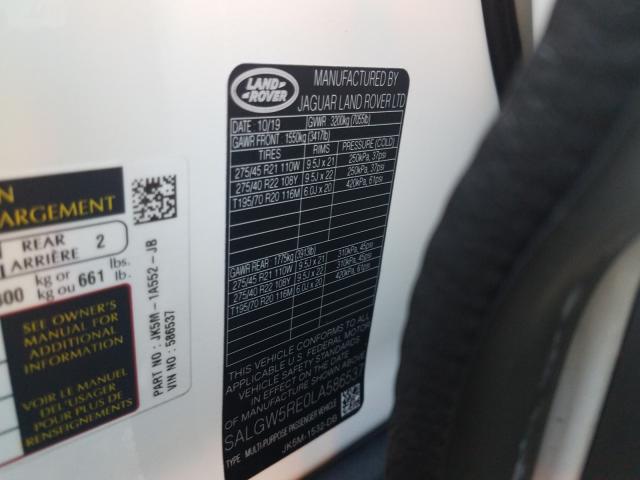 N
ARGEMENT
N REAR 2
ARRIÈRE
00 kg or 661 lbs.
kg ou lb.
SEE OWNER'S
MANUAL FOR
ADDITIONAL
INFORMATION
VOIR LE MANUEL
DEL'USAGER
POUR PLUS DE
RENSEIGNEMENTS
PART NO : JK5M - 1A552 - JB
VIN NO : 586537
LAND-
ROVER
MANUFACTURED BY
JAGUAR LAND ROVER LTD
DATE 10/19 GVWR 3200kg (7055lb)
GAWR FRONT 1550kg (3417lb)
TIRES RIMS PRESSURE (COLD)
275/45 R21 110W 9.5J x 21 250kPa, 37psi
275/40 R22 108Y 9.5J x 22 250kPa, 37psi
T195/70 R20 116M 6.0J x 20 420kPa, 61psi
GAWR REAR 1775kg (3913lb)
275/45 R21 110W 9.5J x 21 310kPa, 45psi
275/40 R22 108Y 9.5J x 22 310kPa, 45psi
T195/70 R20 116M 6.0J x 20 420kPa, 61psi
THIS VEHICLE CONFORMS TO ALL
APPLICABLE U.S. FEDERAL MOTOR
VEHICLE SAFETY STANDARDS
IN EFFECT ON THE DATE OF
MANUFACTURE SHOWN ABOVE.
SALGW5RE0LA586537
TYPE MULTI-PURPOSE PASSENGER VEHICLE
JK5M-1532-DB